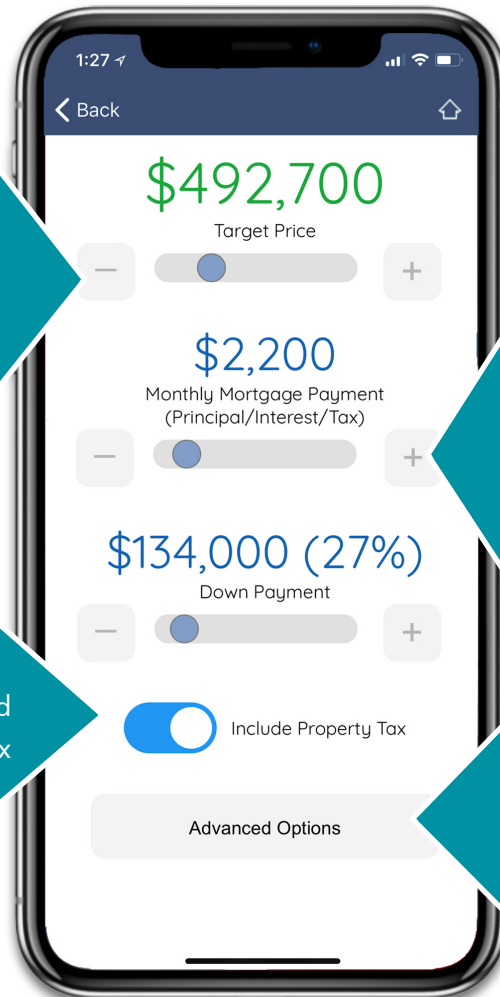 1:27
Back
$492,700
Target Price
$2,200
Monthly Mortgage Payment
(Principal/Interest/Tax)
$134,000 (27%)
Down Payment
Include Property Tax
Advanced Options